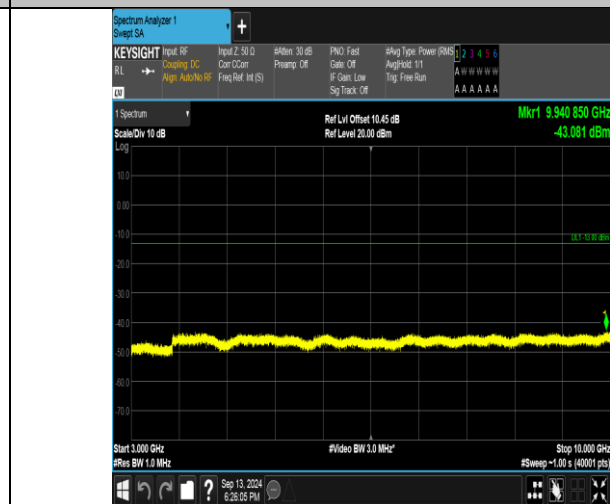 Spectrum Analyzer 1
Swept SA
+
KEYSIGHT Input: RF Input Z: 50 Ω #Atten: 30 dB PNO: Fast #Avg Type: Power (RMS 1 2 3 4 5 6
RL Coupling: DC Corr CCorr Preamp: Off Gate: Off Avg|Hold: 1/1 A W W W W W
Align: Auto/No RF Freq Ref: Int (S) IF Gain: Low Trig: Free Run
LXI Sig Track: Off A A A A A A
1 Spectrum Ref Lvl Offset 10.45 dB Mkr1 9.940 850 GHz
Scale/Div 10 dB Ref Level 20.00 dBm -43.081 dBm
Log
10.0
0.00
-10.0
DL1 -13.00 dBm
-20.0
-30.0
-40.0
-50.0
-60.0
-70.0
Start 3.000 GHz #Video BW 3.0 MHz* Stop 10.000 GHz
#Res BW 1.0 MHz #Sweep ~1.00 s (40001 pts)
? Sep 13, 2024
6:26:05 PM